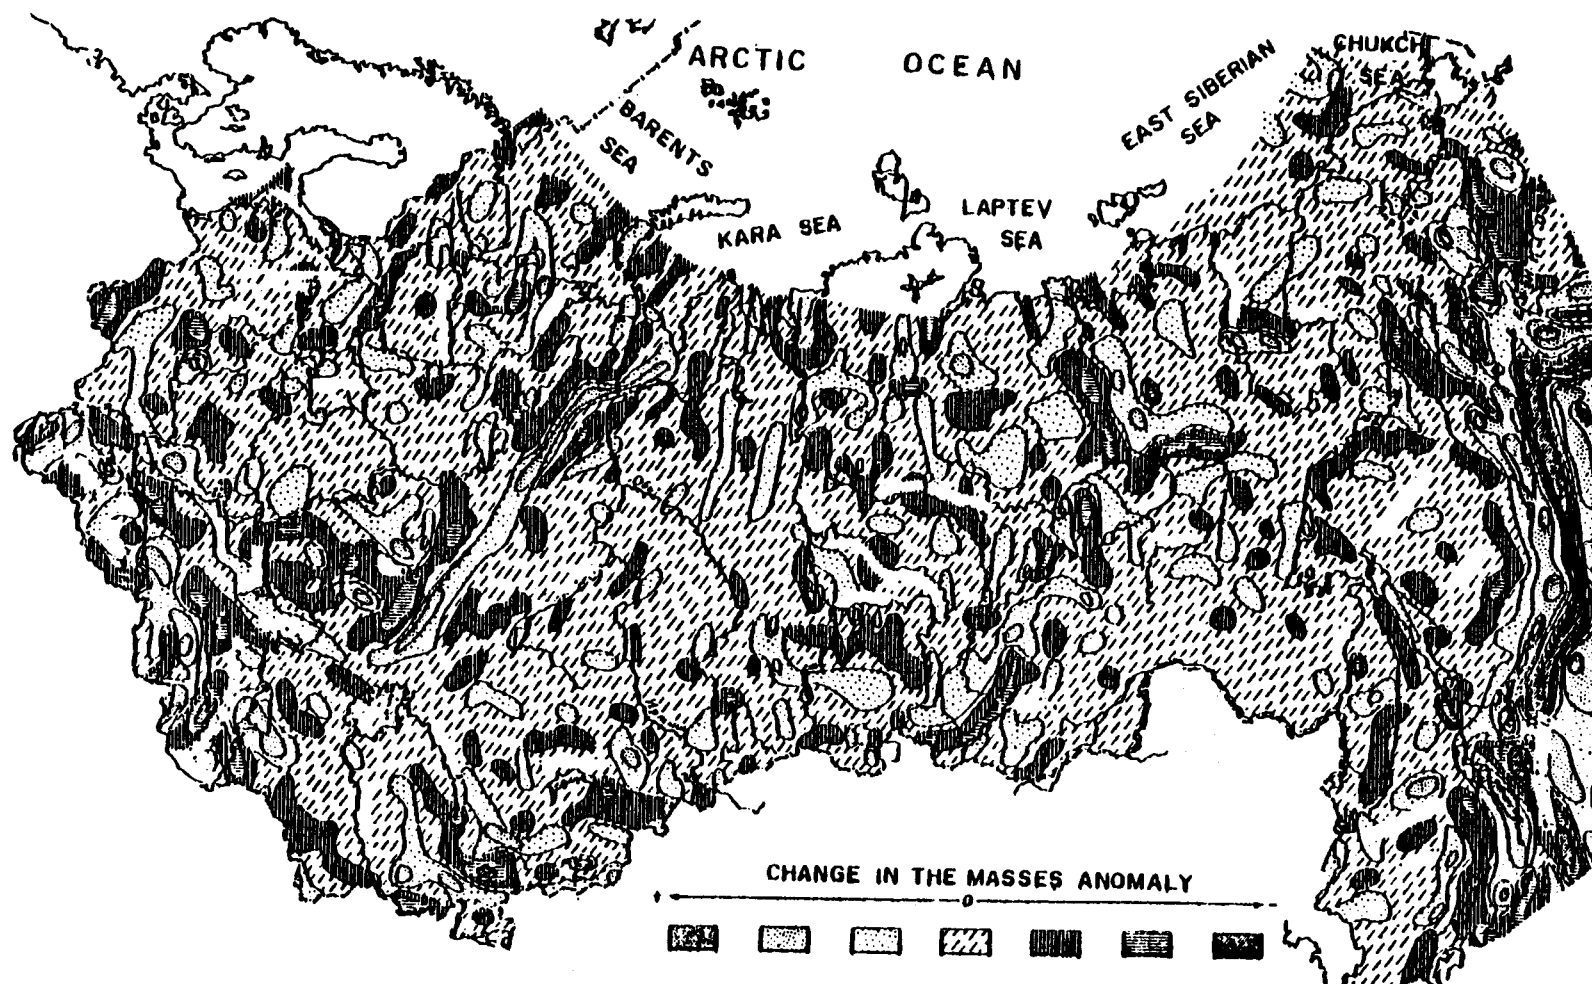 ARCTIC OCEAN
CHUKCHI
SEA
EAST SIBERIAN
SEA
BARENTS
SEA
KARA SEA
LAPTEV
SEA
CHANGE IN THE MASSES ANOMALY
+ 0 -